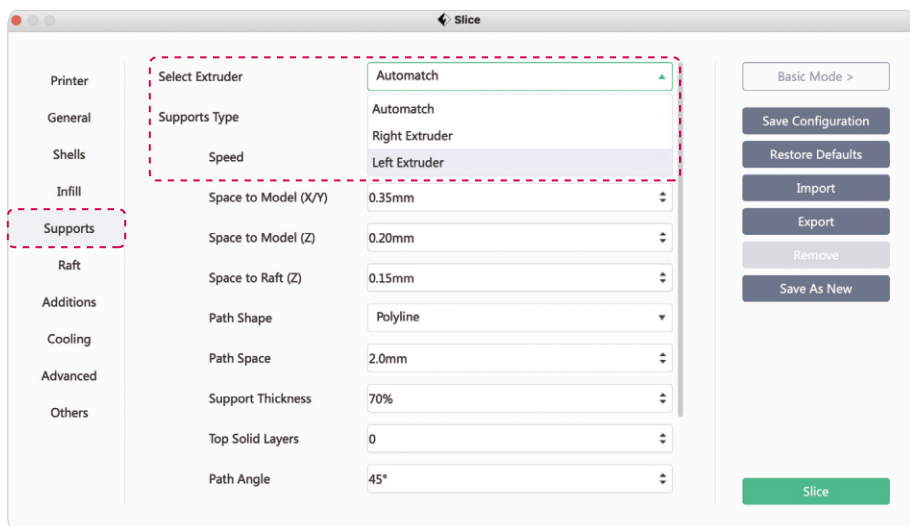 Slice
Printer
General
Shells
Infill
Supports
Raft
Additions
Cooling
Advanced
Others
Select Extruder Automatch
Automatch
Supports Type
Right Extruder
Speed
Left Extruder
Space to Model (X/Y) 0.35mm
Space to Model (Z) 0.20mm
Space to Raft (Z) 0.15mm
Path Shape Polyline
Path Space 2.0mm
Support Thickness 70%
Top Solid Layers 0
Path Angle 45°
Basic Mode >
Save Configuration
Restore Defaults
Import
Export
Remove
Save As New
Slice